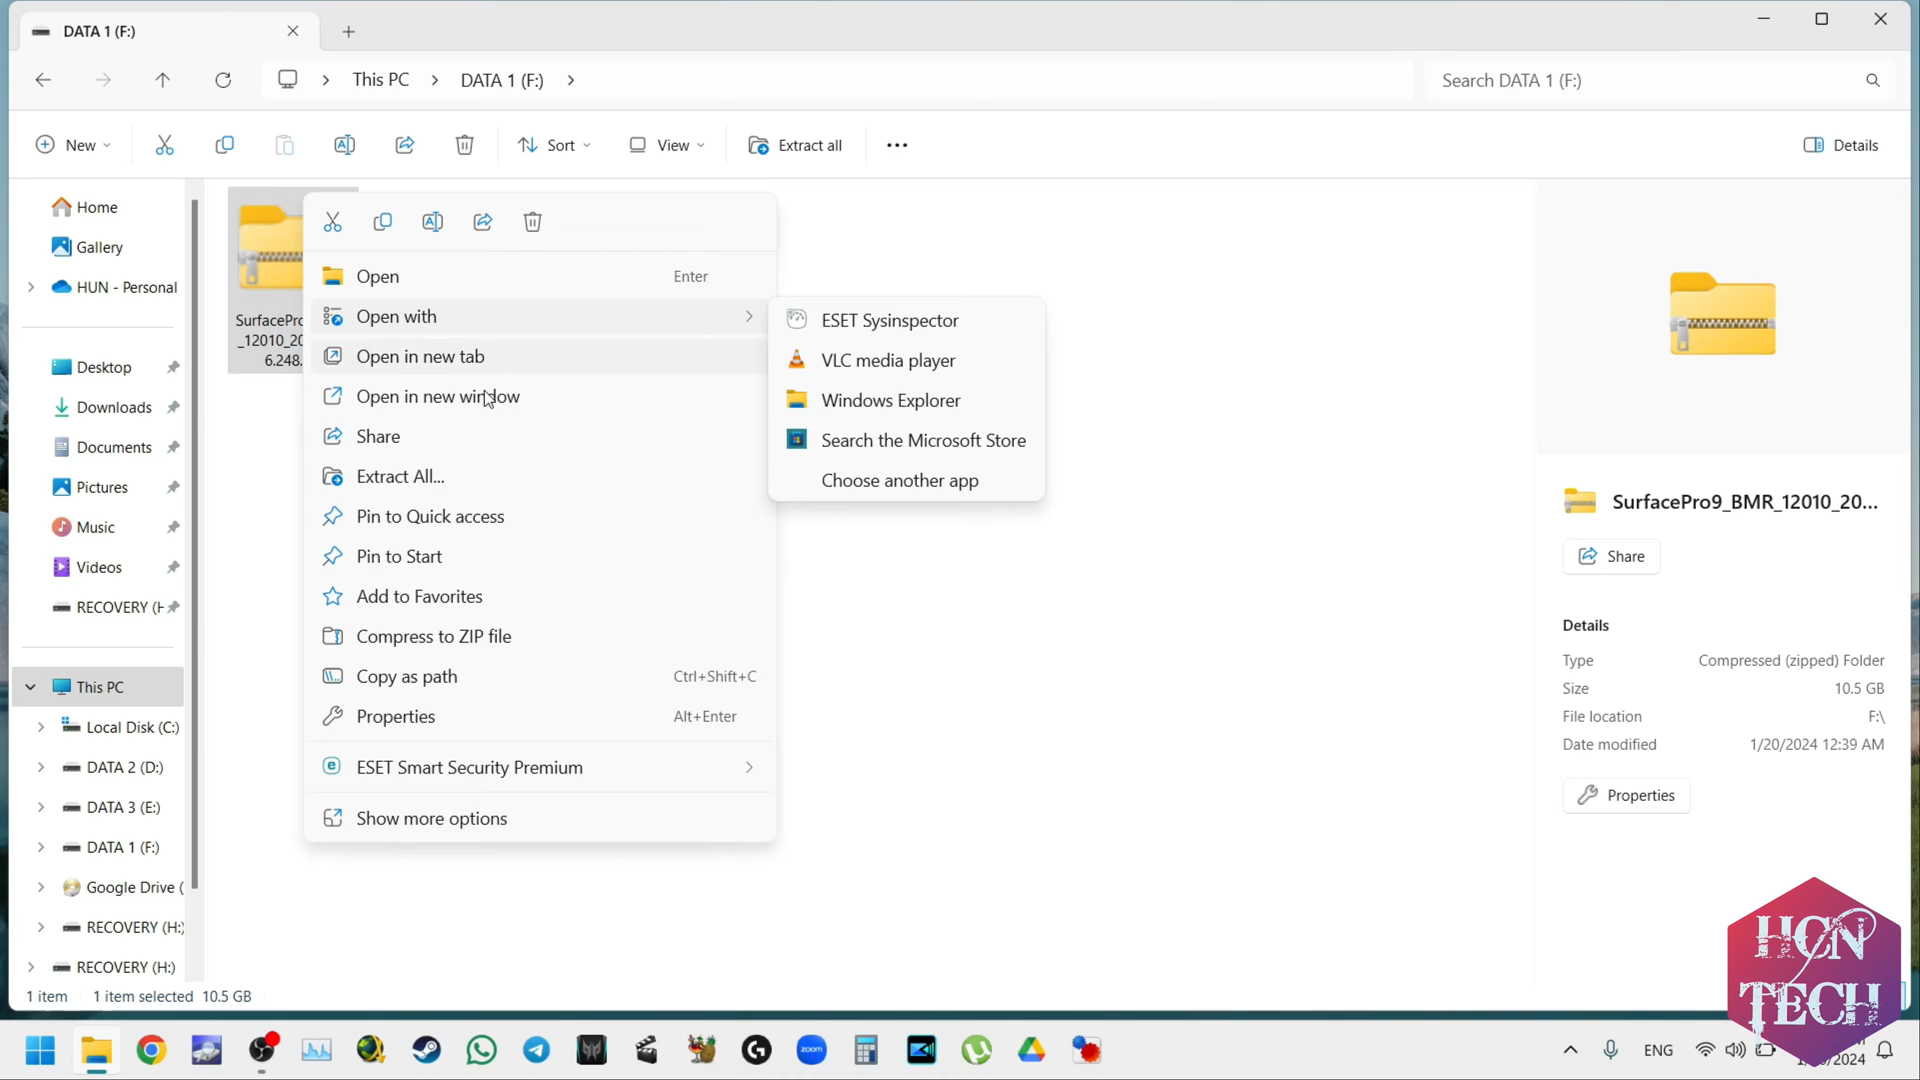 DATA 1 (F:)
This PC
DATA 1 (F:)
Search DATA 1 (F:)
New
Sort
View
Extract all
Details
Home
Gallery
HUN - Personal
Desktop
Downloads
Documents
Pictures
Music
Videos
RECOVERY (H
This PC
Local Disk (C:)
DATA 2 (D:)
DATA 3 (E:)
DATA 1 (F:)
Google Drive (
RECOVERY (H:)
RECOVERY (H:)
SurfacePro
_12010_20
6.248.
Open Enter
Open with
Open in new tab
Open in new window
Share
Extract All...
Pin to Quick access
Pin to Start
Add to Favorites
Compress to ZIP file
Copy as path Ctrl+Shift+C
Properties Alt+Enter
ESET Smart Security Premium
Show more options
ESET Sysinspector
VLC media player
Windows Explorer
Search the Microsoft Store
Choose another app
SurfacePro9_BMR_12010_20...
Share
Details
Type Compressed (zipped) Folder
Size 10.5 GB
File location F:\
Date modified 1/20/2024 12:39 AM
Properties
1 item 1 item selected 10.5 GB
HCN
TECH
zoom
ENG